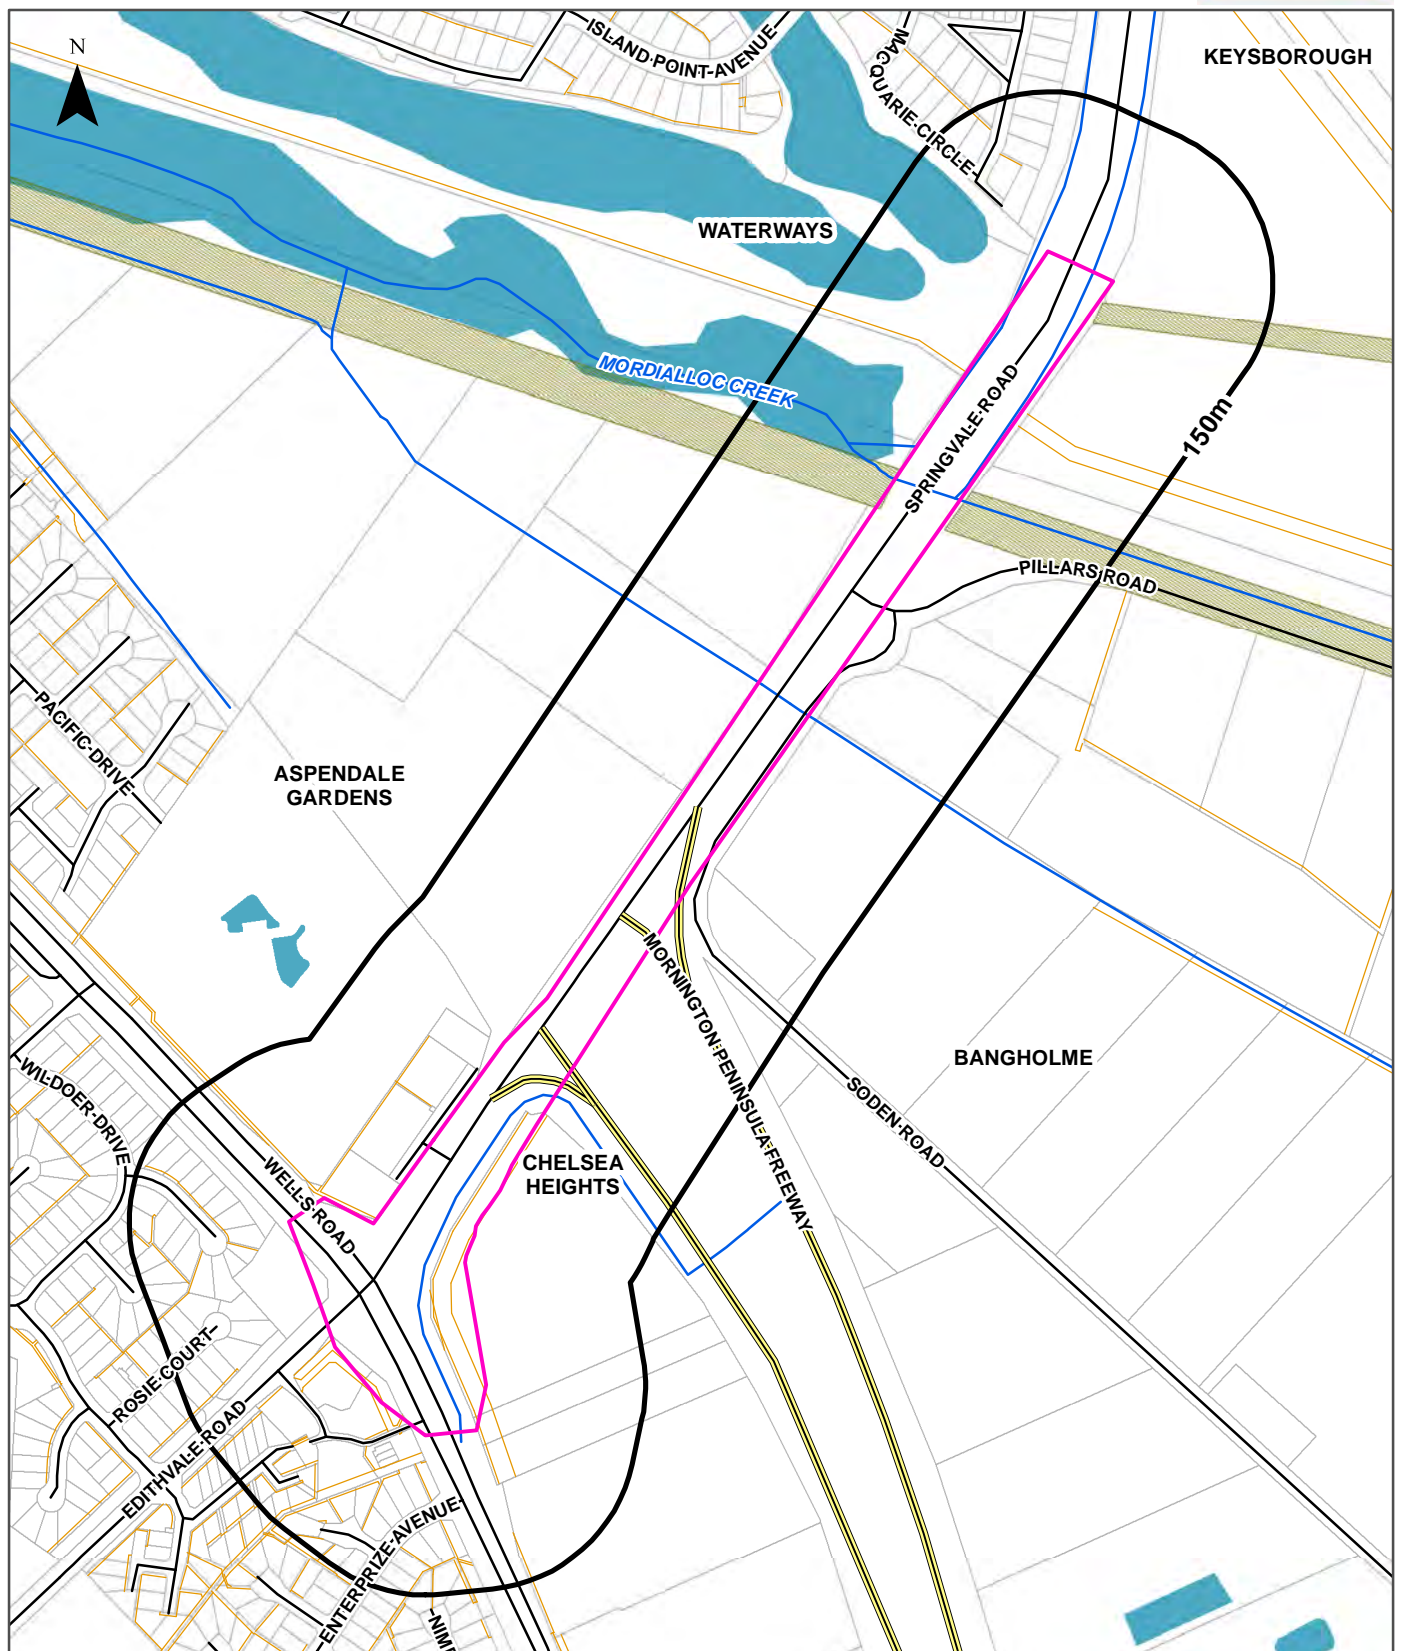 N
ISLAND POINT AVENUE
MACQUARIE CIRCLE
KEYSBOROUGH
WATERWAYS
MORDIALLOC CREEK
SPRINGVALE ROAD
150m
PILLARS ROAD
PACIFIC DRIVE
ASPENDALE
GARDENS
MORNINGTON PENINSULA FREEWAY
BANGHOLME
SODEN ROAD
WILDOER DRIVE
WELLS ROAD
CHELSEA
HEIGHTS
ROSIE COURT
EDITHVALE ROAD
ENTERPRIZE AVENUE